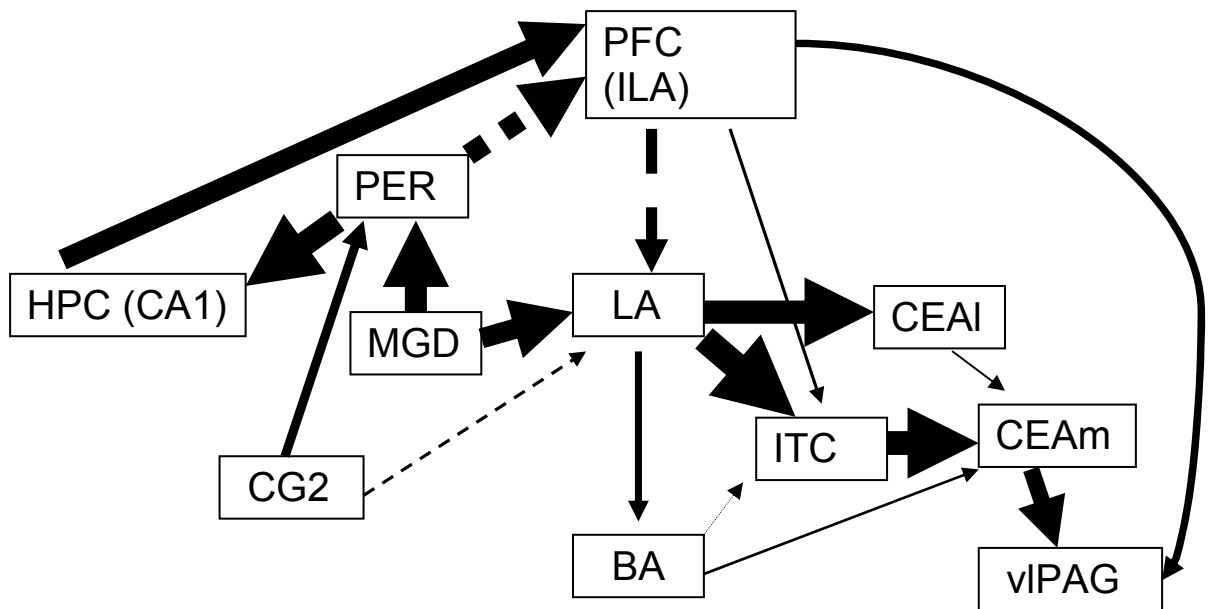 PFC
(ILA)
PER
HPC (CA1)
MGD
LA
CEAl
ITC
CEAm
CG2
BA
vlPAG